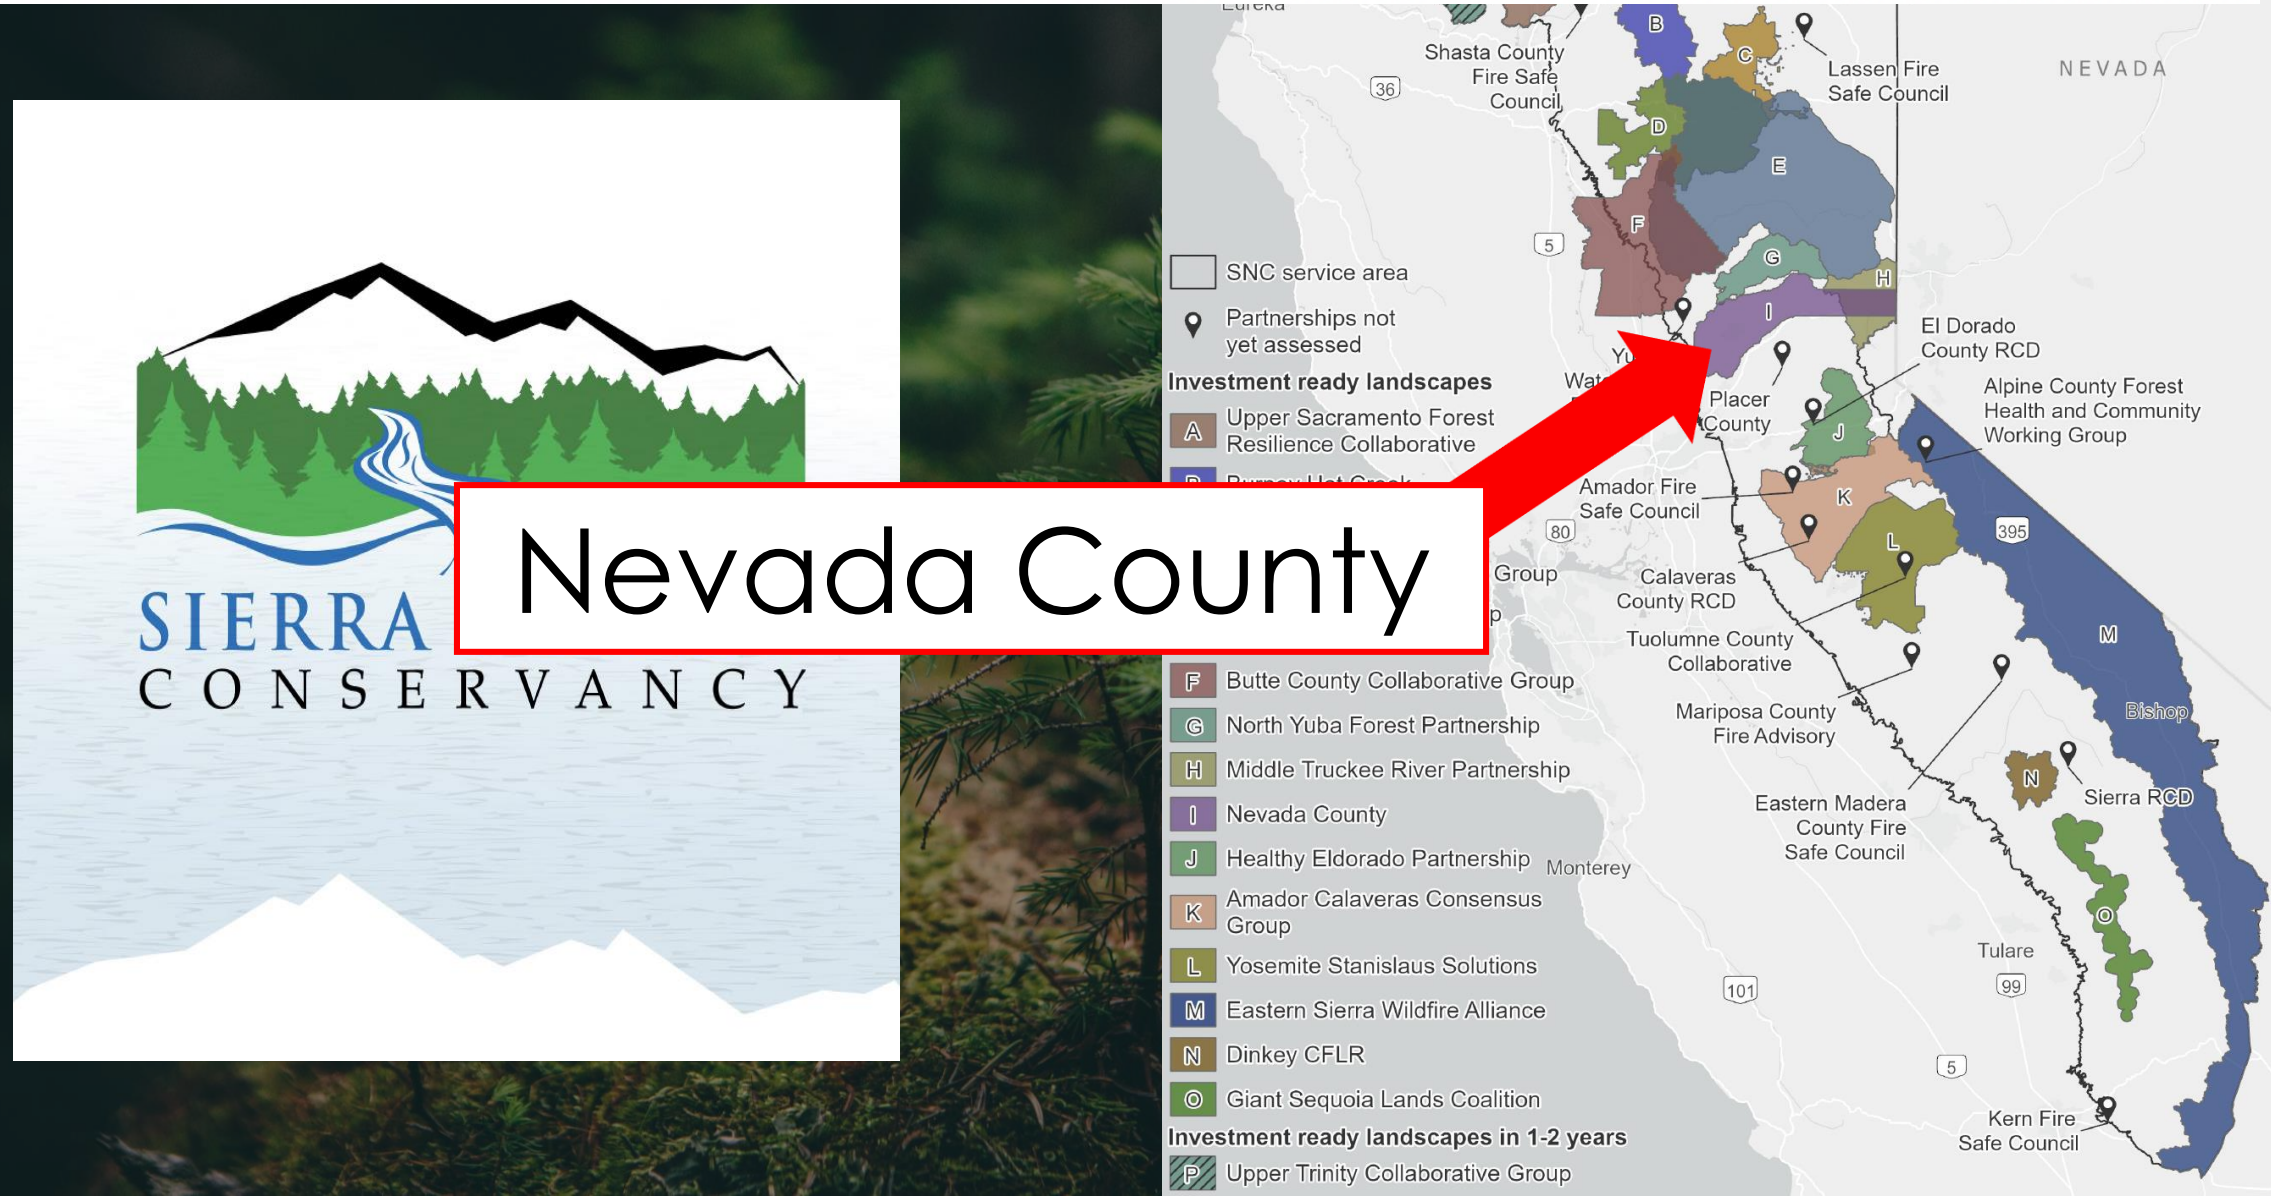 SIERRA
CONSERVANCY
Nevada County
Eureka
Shasta County
Fire Safe
Council
36
B
C
Lassen Fire
Safe Council
NEVADA
D
E
F
5
G
H
I
SNC service area
Partnerships not
yet assessed
Investment ready landscapes
A Upper Sacramento Forest
Resilience Collaborative
Group
F Butte County Collaborative Group
G North Yuba Forest Partnership
H Middle Truckee River Partnership
I Nevada County
J Healthy Eldorado Partnership
K Amador Calaveras Consensus
Group
L Yosemite Stanislaus Solutions
M Eastern Sierra Wildfire Alliance
N Dinkey CFLR
O Giant Sequoia Lands Coalition
Investment ready landscapes in 1-2 years
P Upper Trinity Collaborative Group
El Dorado
County RCD
Placer
County
Alpine County Forest
Health and Community
Working Group
J
Amador Fire
Safe Council
K
80
L
395
Calaveras
County RCD
Tuolumne County
Collaborative
M
Mariposa County
Fire Advisory
Bishop
N
Sierra RCD
Eastern Madera
County Fire
Safe Council
Monterey
O
Tulare
99
101
5
Kern Fire
Safe Council